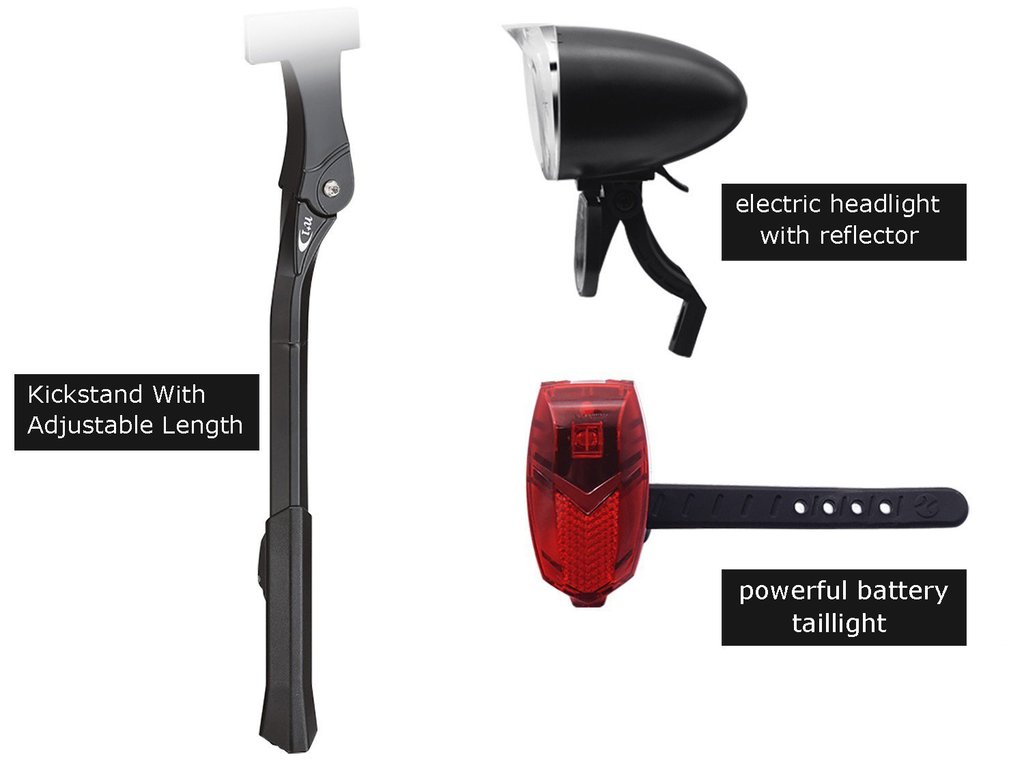 Kickstand With
Adjustable Length
electric headlight
with reflector
powerful battery
taillight